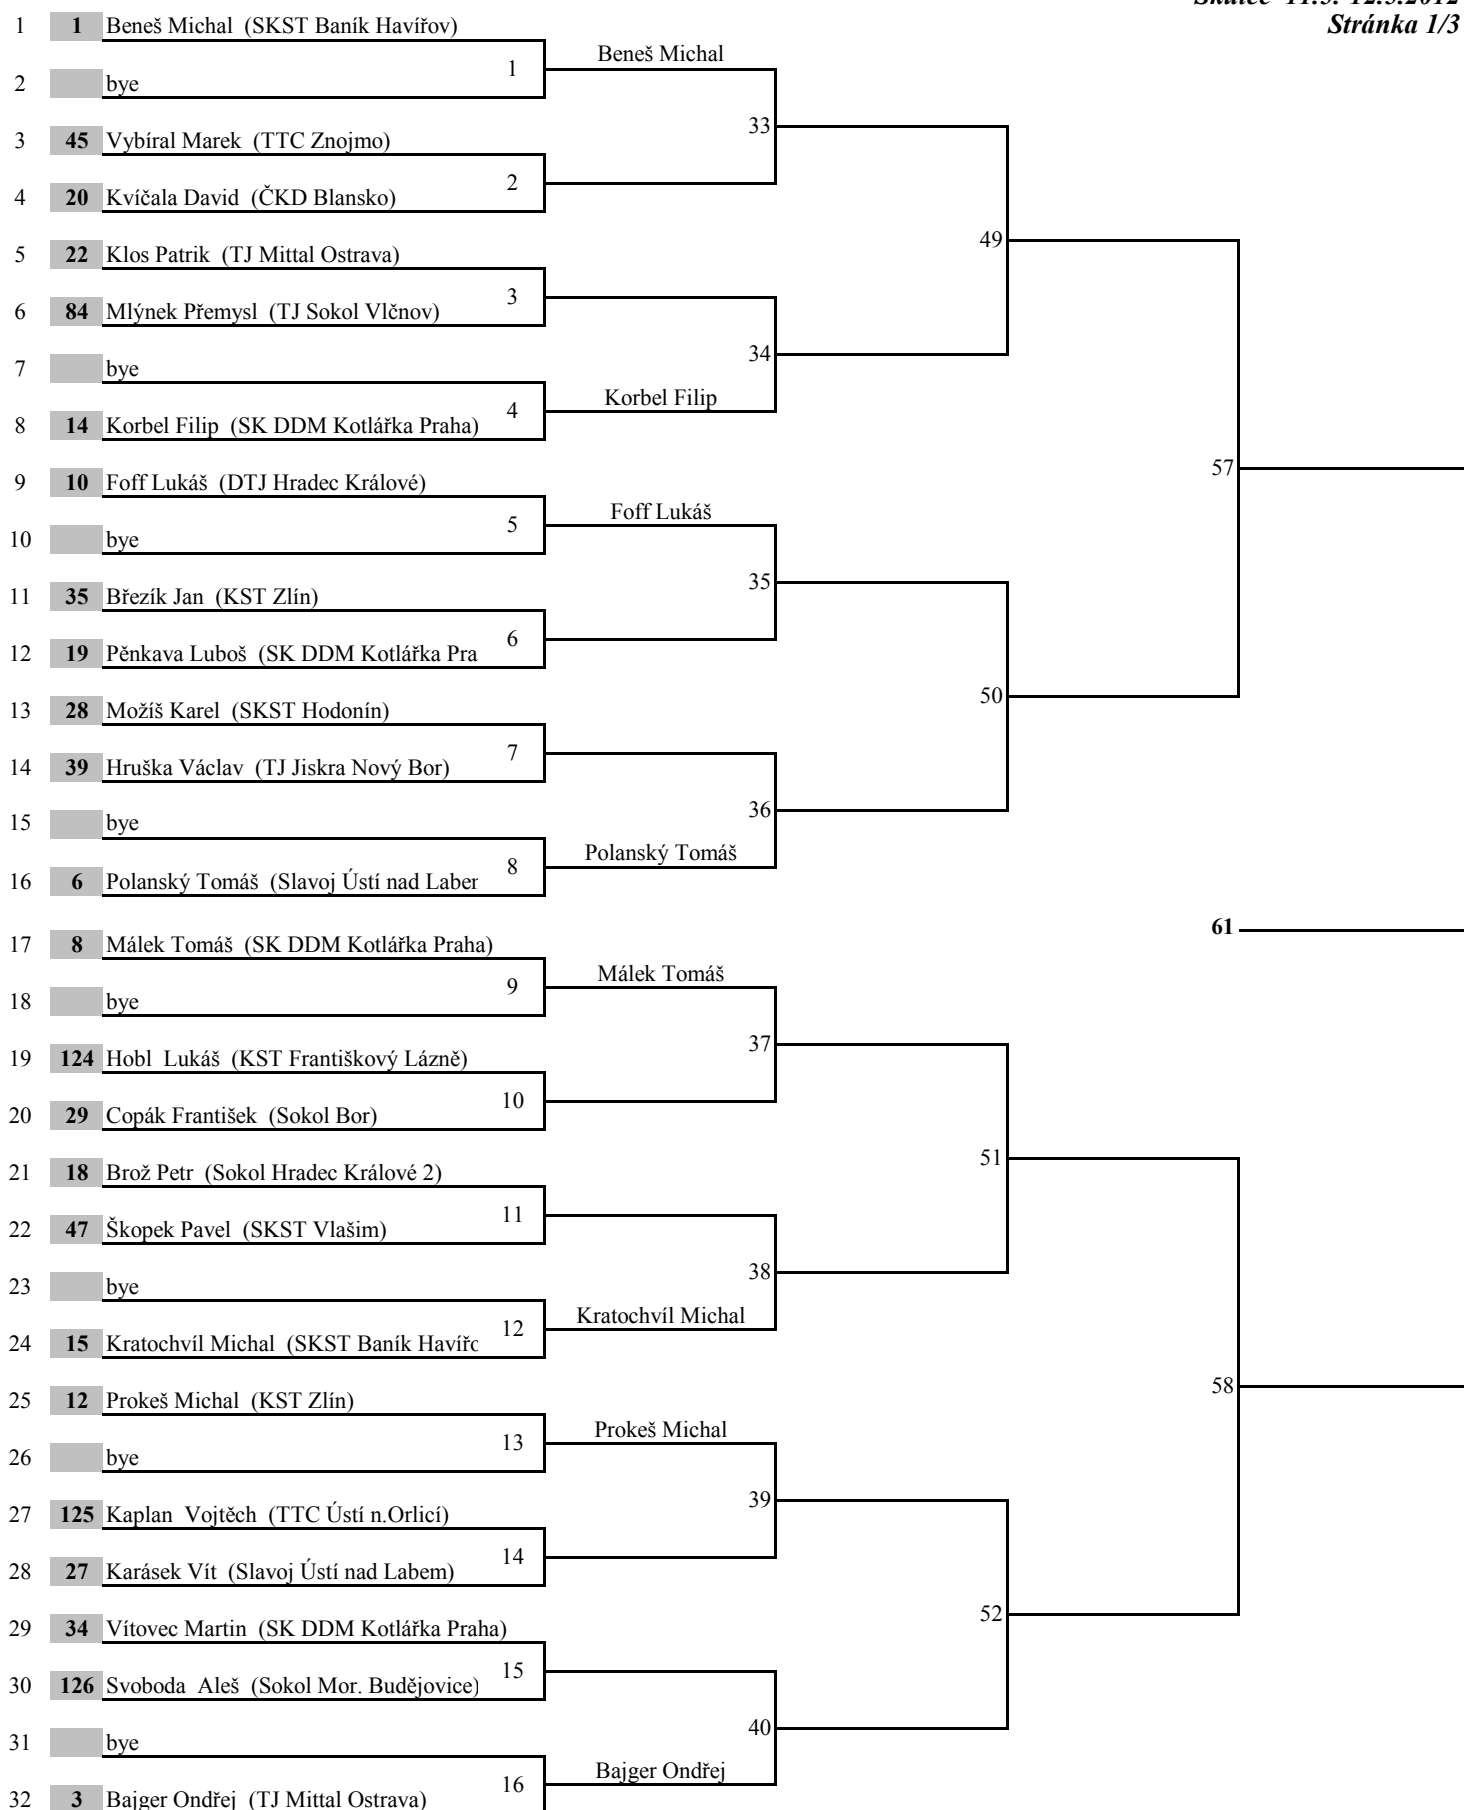 Stránka 1/3
1 1 Beneš Michal (SKST Baník Havířov)
Beneš Michal
1
2 bye
33
3 45 Vybíral Marek (TTC Znojmo)
2
4 20 Kvíčala David (ČKD Blansko)
49
5 22 Klos Patrik (TJ Mittal Ostrava)
3
6 84 Mlýnek Přemysl (TJ Sokol Vlčnov)
34
7 bye
Korbel Filip
4
8 14 Korbel Filip (SK DDM Kotlářka Praha)
57
9 10 Foff Lukáš (DTJ Hradec Králové)
Foff Lukáš
5
10 bye
35
11 35 Březík Jan (KST Zlín)
6
12 19 Pěnkava Luboš (SK DDM Kotlářka Pra
50
13 28 Možíš Karel (SKST Hodonín)
7
14 39 Hruška Václav (TJ Jiskra Nový Bor)
36
15 bye
Polanský Tomáš
8
16 6 Polanský Tomáš (Slavoj Ústí nad Laber
61
17 8 Málek Tomáš (SK DDM Kotlářka Praha)
Málek Tomáš
9
18 bye
37
19 124 Hobl Lukáš (KST Františkový Lázně)
10
20 29 Copák František (Sokol Bor)
51
21 18 Brož Petr (Sokol Hradec Králové 2)
11
22 47 Škopek Pavel (SKST Vlašim)
38
23 bye
Kratochvíl Michal
12
24 15 Kratochvíl Michal (SKST Baník Havířo
58
25 12 Prokeš Michal (KST Zlín)
Prokeš Michal
13
26 bye
39
27 125 Kaplan Vojtěch (TTC Ústí n.Orlicí)
14
28 27 Karásek Vít (Slavoj Ústí nad Labem)
52
29 34 Vítovec Martin (SK DDM Kotlářka Praha)
15
30 126 Svoboda Aleš (Sokol Mor. Budějovice)
40
31 bye
Bajger Ondřej
16
32 3 Bajger Ondřej (TJ Mittal Ostrava)